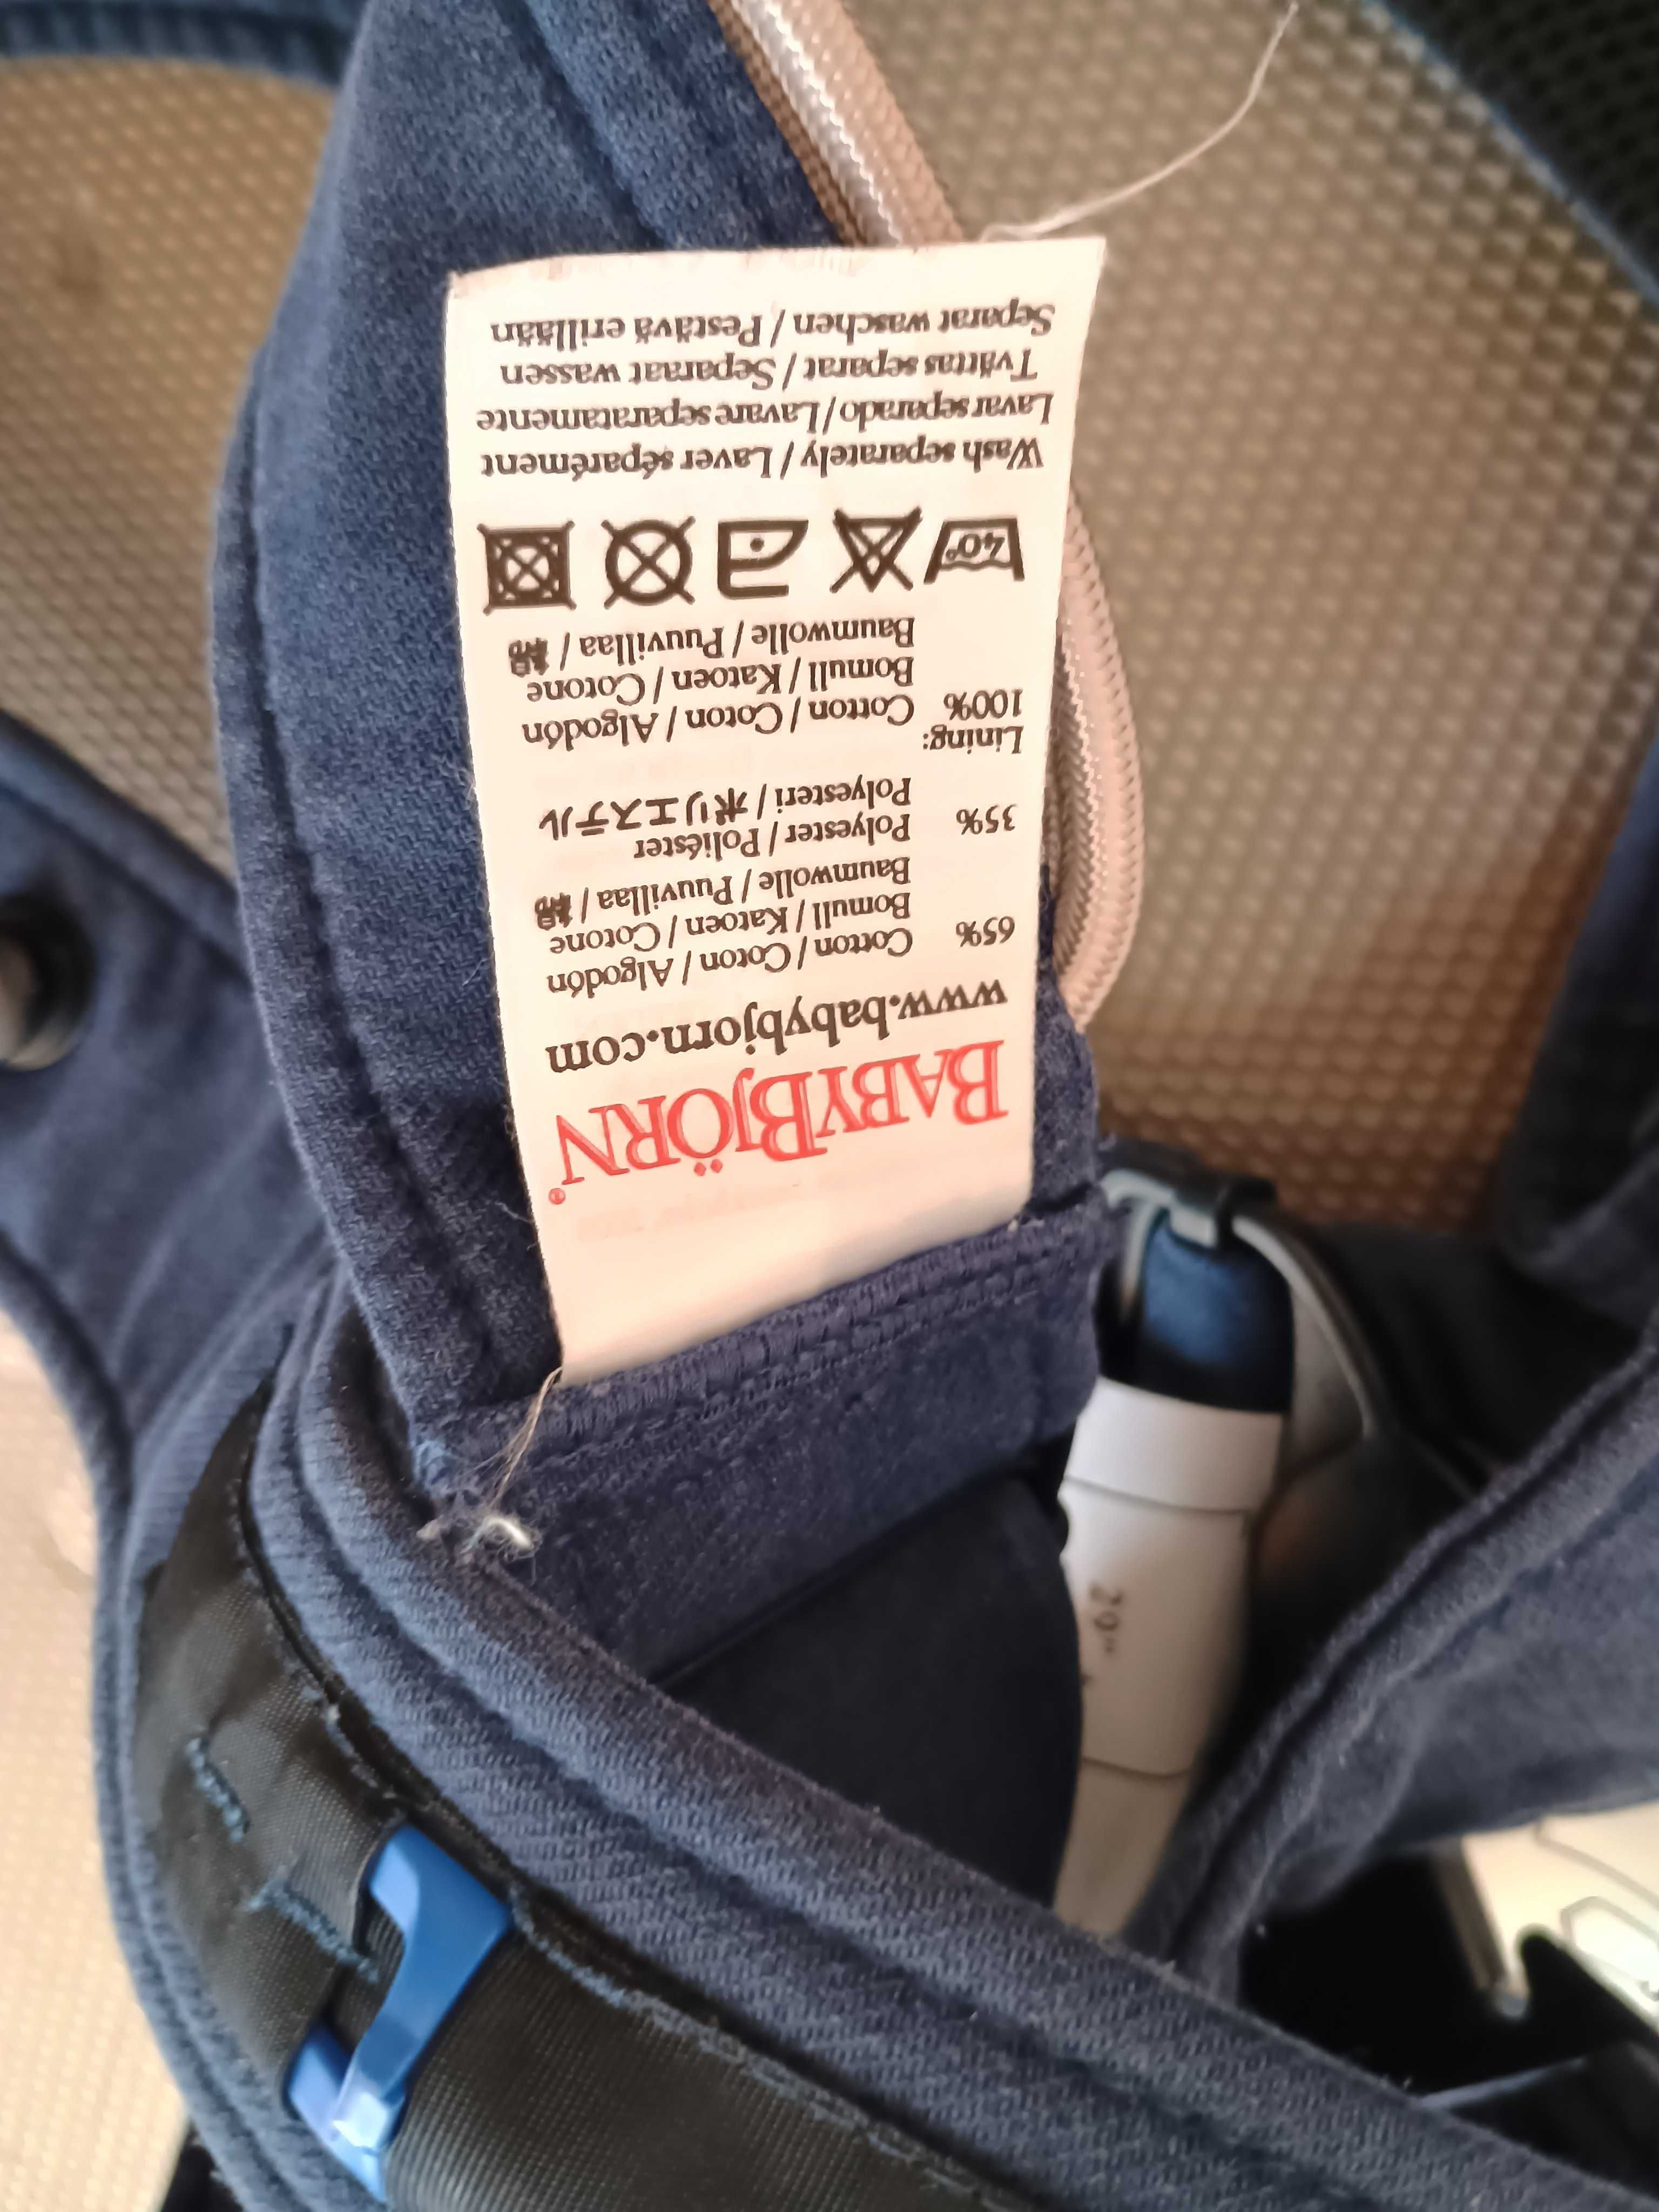 BABYBJÖRN®
www.babybjorn.com
65% Cotton / Coton / Algodón
Bomull / Katoen / Cotone
Baumwolle / Puuvillaa / 綿
35% Polyester / Poliéster
Polyesteri / ポリエステル
Lining:
100% Cotton / Coton / Algodón
Bomull / Katoen / Cotone
Baumwolle / Puuvillaa / 綿
40°
Wash separately / Laver séparément
Lavar separado / Lavare separatamente
Tvättas separat / Separaat wassen
Separat waschen / Pestävä erillään